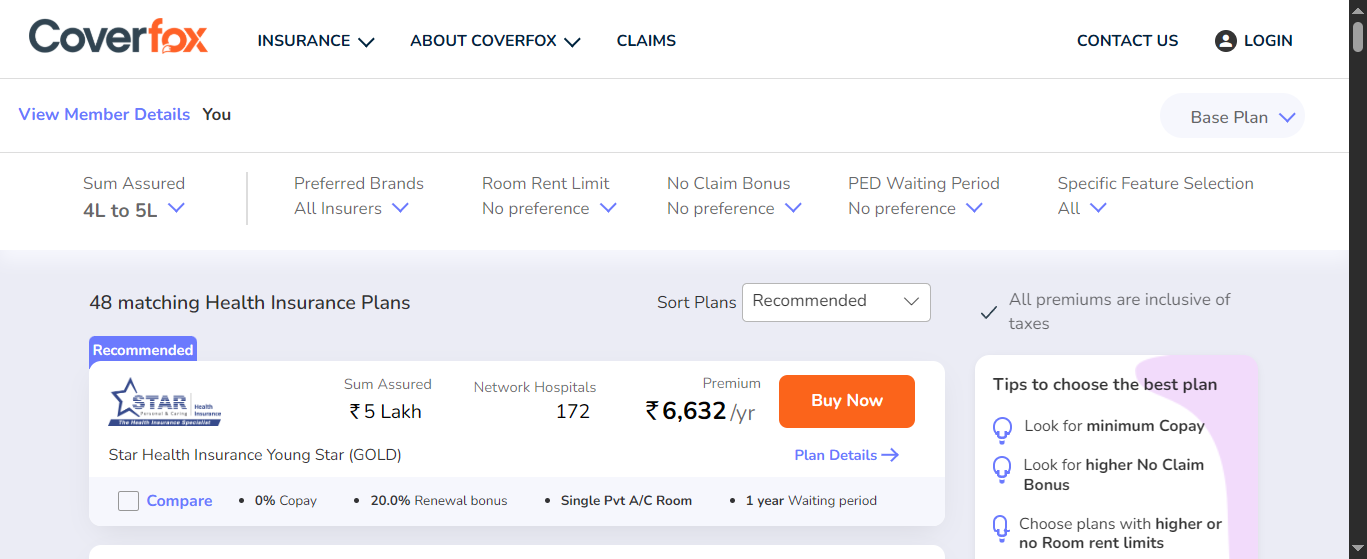 Coverfox INSURANCE ABOUT COVERFOX CLAIMS CONTACT US LOGIN
View Member Details You Base Plan
Sum Assured Preferred Brands Room Rent Limit No Claim Bonus PED Waiting Period Specific Feature Selection
4L to 5L All Insurers No preference No preference No preference All
48 matching Health Insurance Plans Sort Plans Recommended
All premiums are inclusive of
taxes
Recommended
STAR Health Insurance
Personal & Caring
The Health Insurance Specialist
Sum Assured Network Hospitals Premium
₹ 5 Lakh 172 ₹ 6,632 /yr Buy Now
Star Health Insurance Young Star (GOLD) Plan Details
Compare • 0% Copay • 20.0% Renewal bonus • Single Pvt A/C Room • 1 year Waiting period
Tips to choose the best plan
Look for minimum Copay
Look for higher No Claim
Bonus
Choose plans with higher or
no Room rent limits